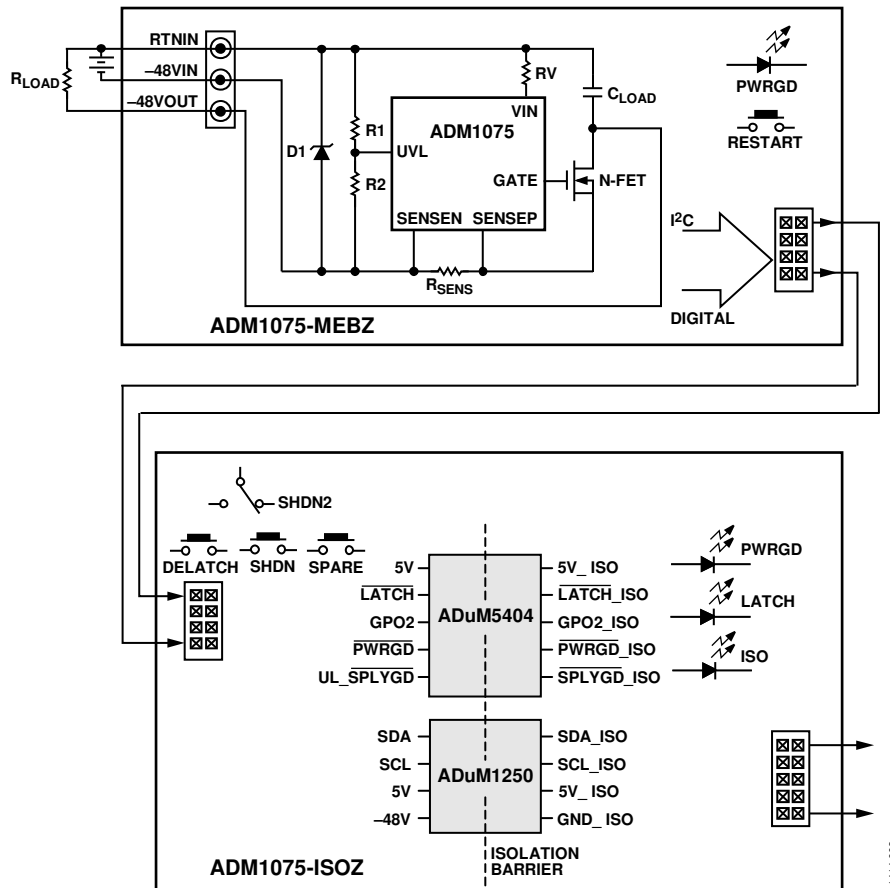 RTNIN
–48VIN
–48VOUT
RLOAD
D1
R1
R2
RV
CLOAD
VIN
ADM1075
UVL
GATE
N-FET
SENSEN SENSEP
RSENS
PWRGD
RESTART
I²C
DIGITAL
ADM1075-MEBZ
SHDN2
DELATCH SHDN SPARE
5V
LATCH
GPO2
PWRGD
UL_SPLYGD
ADuM5404
5V_ISO
LATCH_ISO
GPO2_ISO
PWRGD_ISO
SPLYGD_ISO
PWRGD
LATCH
ISO
SDA
SCL
5V
–48V
ADuM1250
SDA_ISO
SCL_ISO
5V_ISO
GND_ISO
ISOLATION
BARRIER
ADM1075-ISOZ